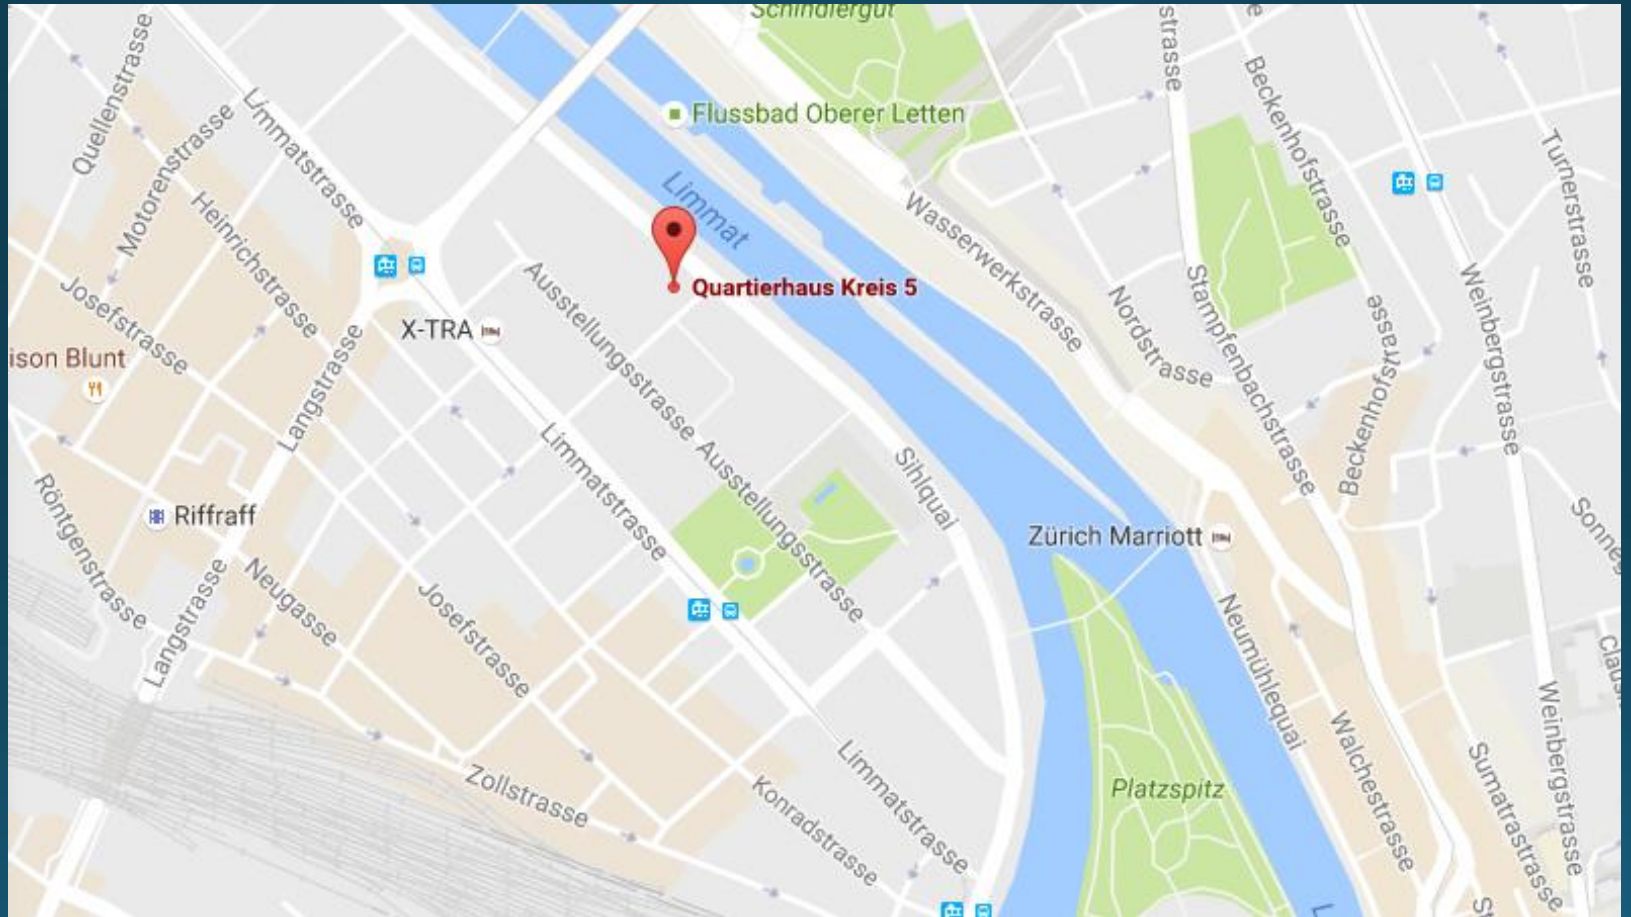 Schindlergut
strasse
Quellenstrasse
Limmatstrasse
Motorenstrasse
Flussbad Oberer Letten
Beckenhofstrasse
Turnerstrasse
Limmat
Heinrichstrasse
Wasserwerkstrasse
Quartierhaus Kreis 5
Josefstrasse
Ausstellungsstrasse
X-TRA
Nordstrasse
Stampfenbachstrasse
Weinbergstrasse
ison Blunt
Langstrasse
Beckenhofstrasse
Limmatstrasse
Ausstellungsstrasse
Sihlquai
Röntgenstrasse
Riffraff
Zürich Marriott
Sonneg
Langstrasse
Neugasse
Josefstrasse
Neumühlequai
Claus
Zollstrasse
Konradstrasse
Limmatstrasse
Platzspitz
Walchestrasse
Sumatrastrasse
Weinbergstrasse